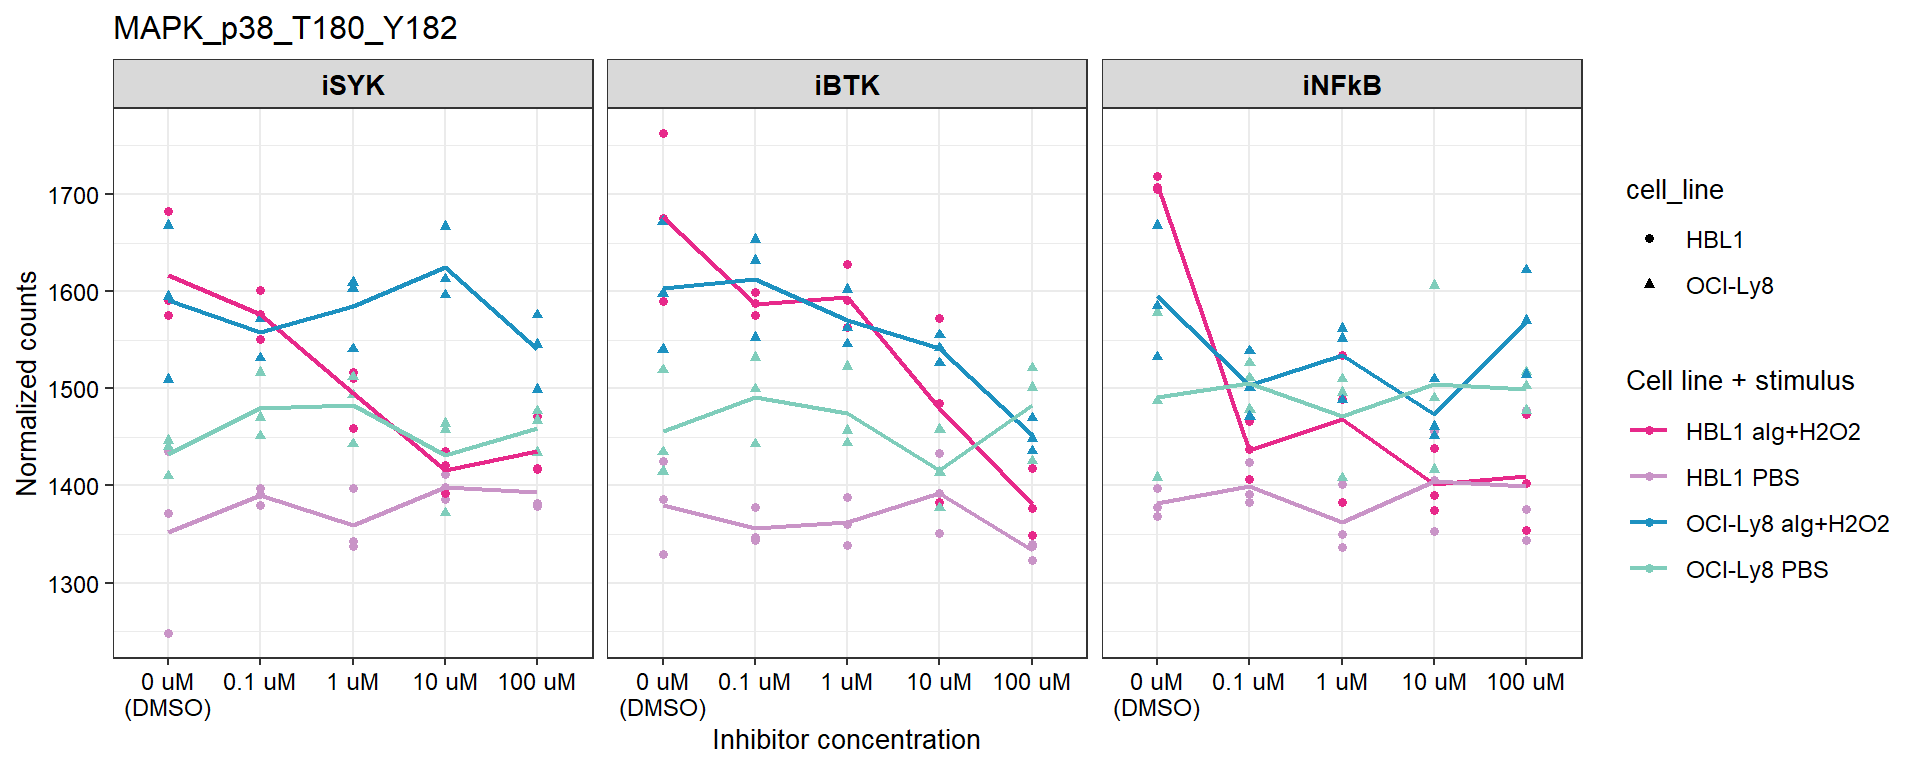 MAPK_p38_T180_Y182
iSYK
iBTK
iNFkB
Normalized counts
1700
1600
1500
1400
1300
0 uM
(DMSO)
0.1 uM
1 uM
10 uM
100 uM
0 uM
(DMSO)
0.1 uM
1 uM
10 uM
100 uM
0 uM
(DMSO)
0.1 uM
1 uM
10 uM
100 uM
Inhibitor concentration
cell_line
HBL1
OCI-Ly8
Cell line + stimulus
HBL1 aIg+H2O2
HBL1 PBS
OCI-Ly8 aIg+H2O2
OCI-Ly8 PBS